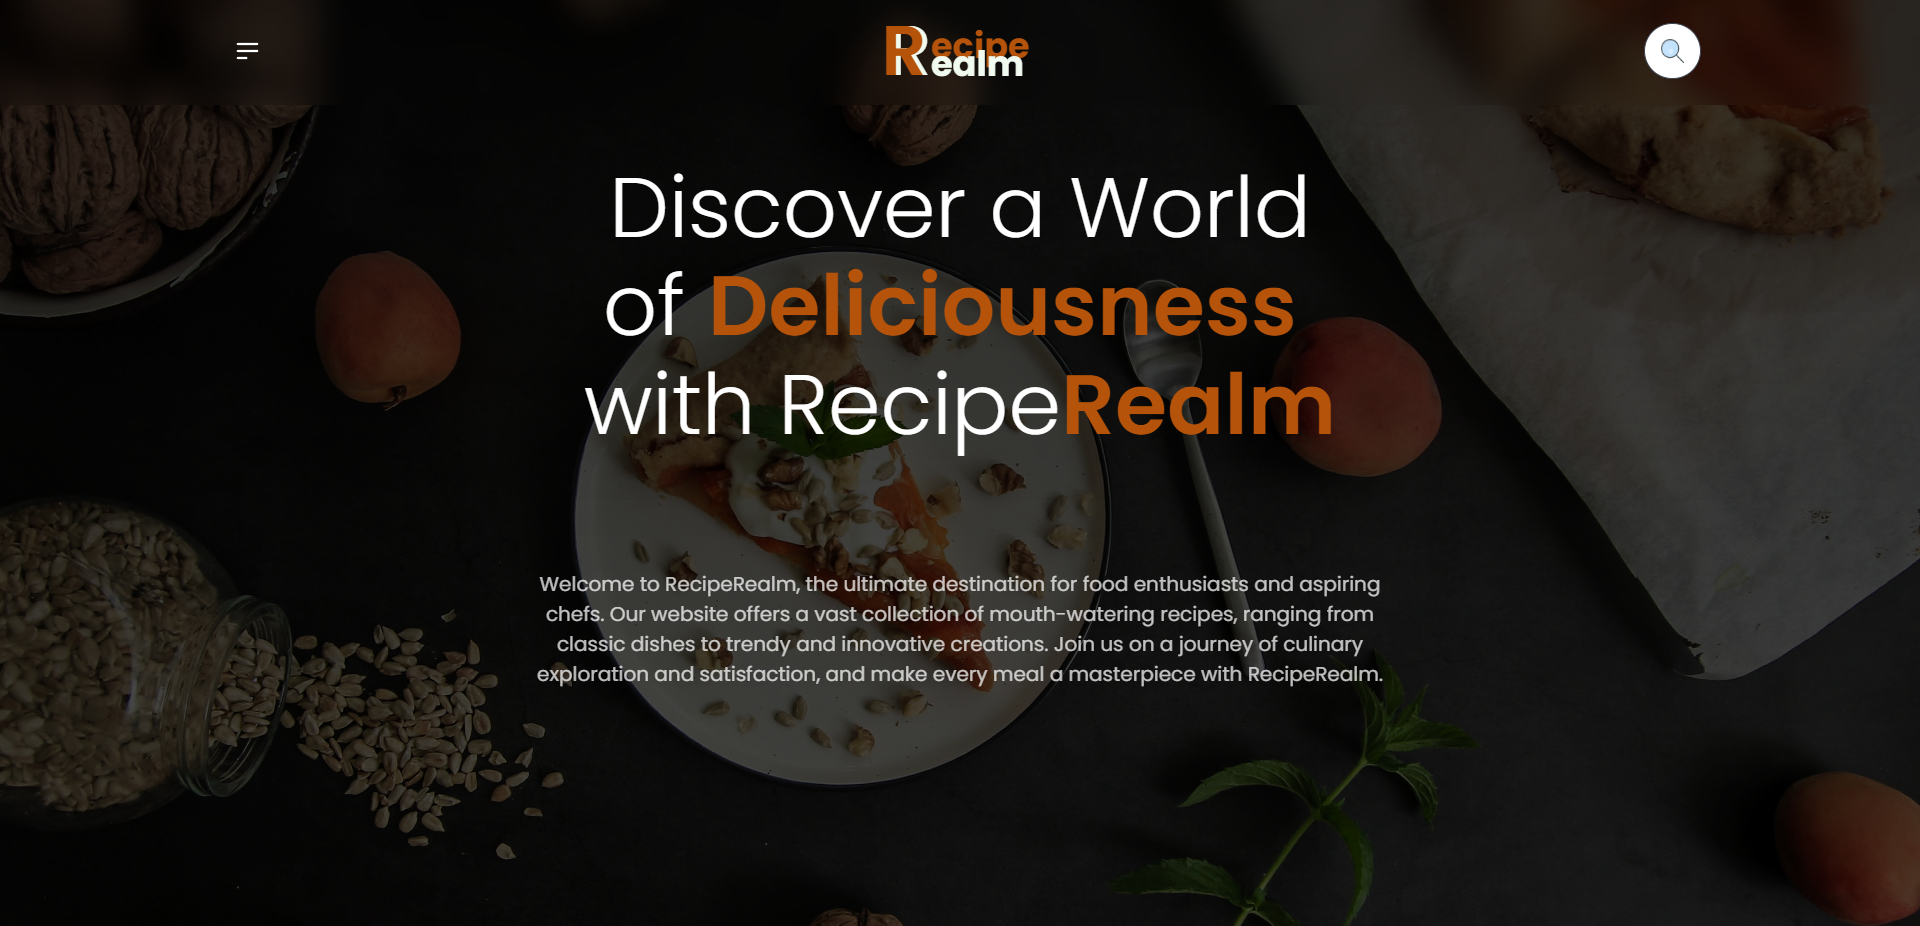 Recipe
Realm
Discover a World
of Deliciousness
with RecipeRealm
Welcome to RecipeRealm, the ultimate destination for food enthusiasts and aspiring
chefs. Our website offers a vast collection of mouth-watering recipes, ranging from
classic dishes to trendy and innovative creations. Join us on a journey of culinary
exploration and satisfaction, and make every meal a masterpiece with RecipeRealm.